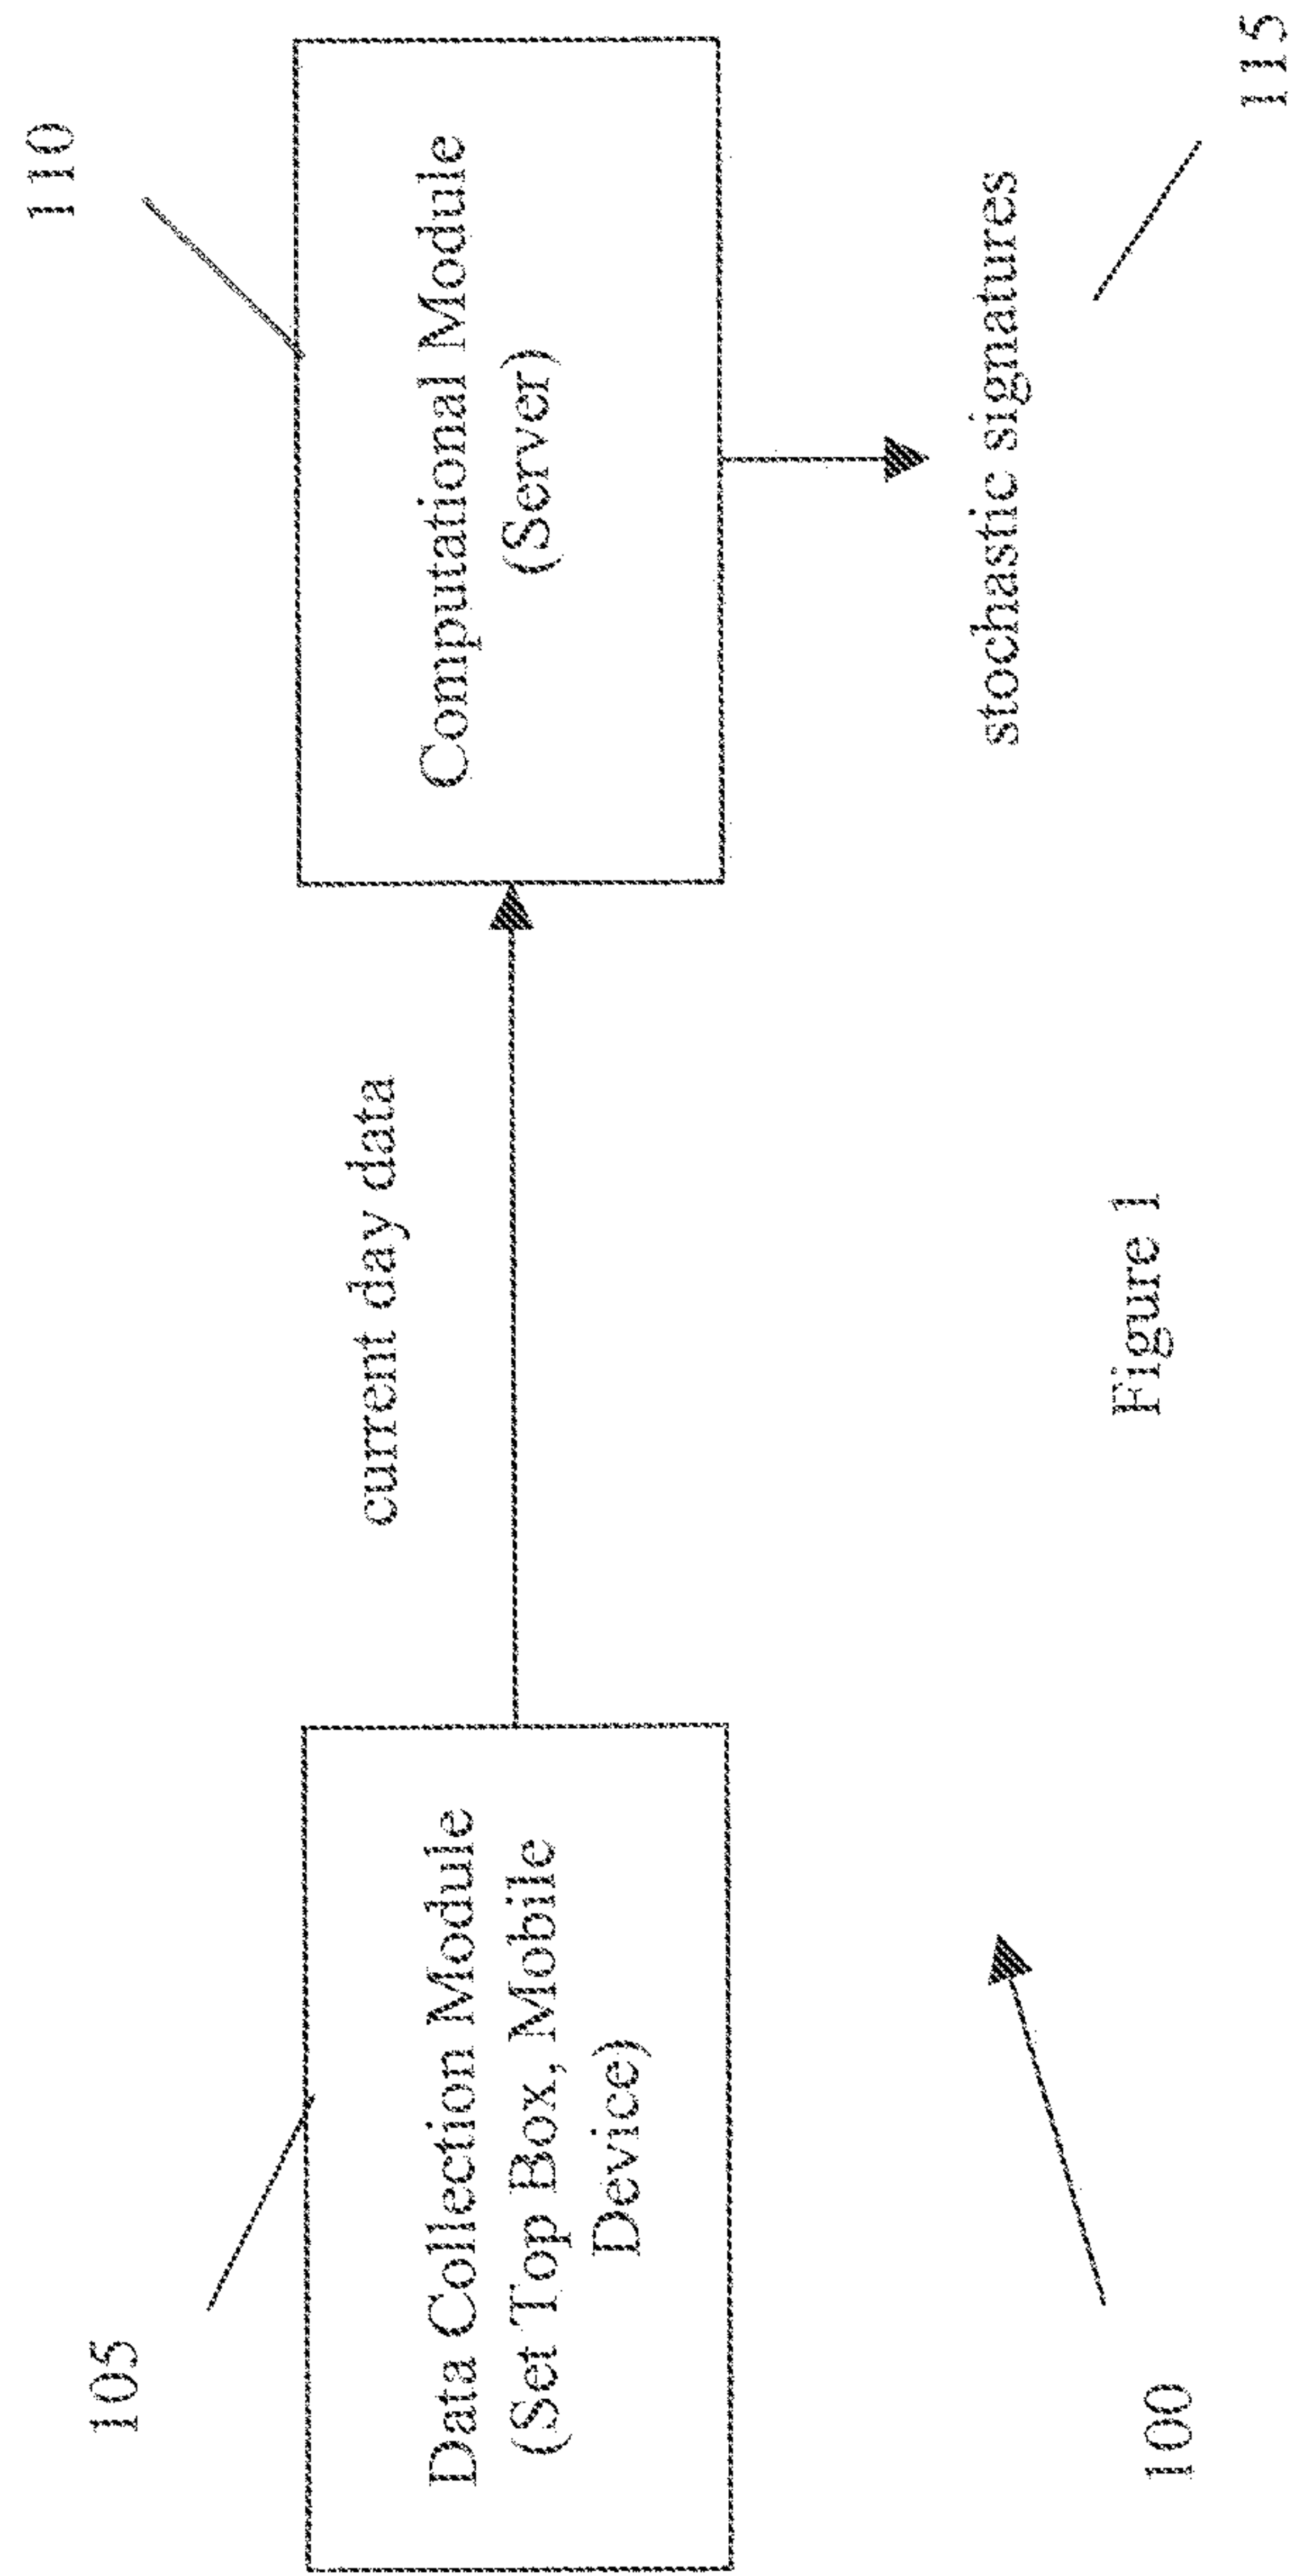 105
Data Collection Module
(Set Top Box, Mobile
Device)
current day data
110
Computational Module
(Server)
stochastic signatures
115
100
Figure 1